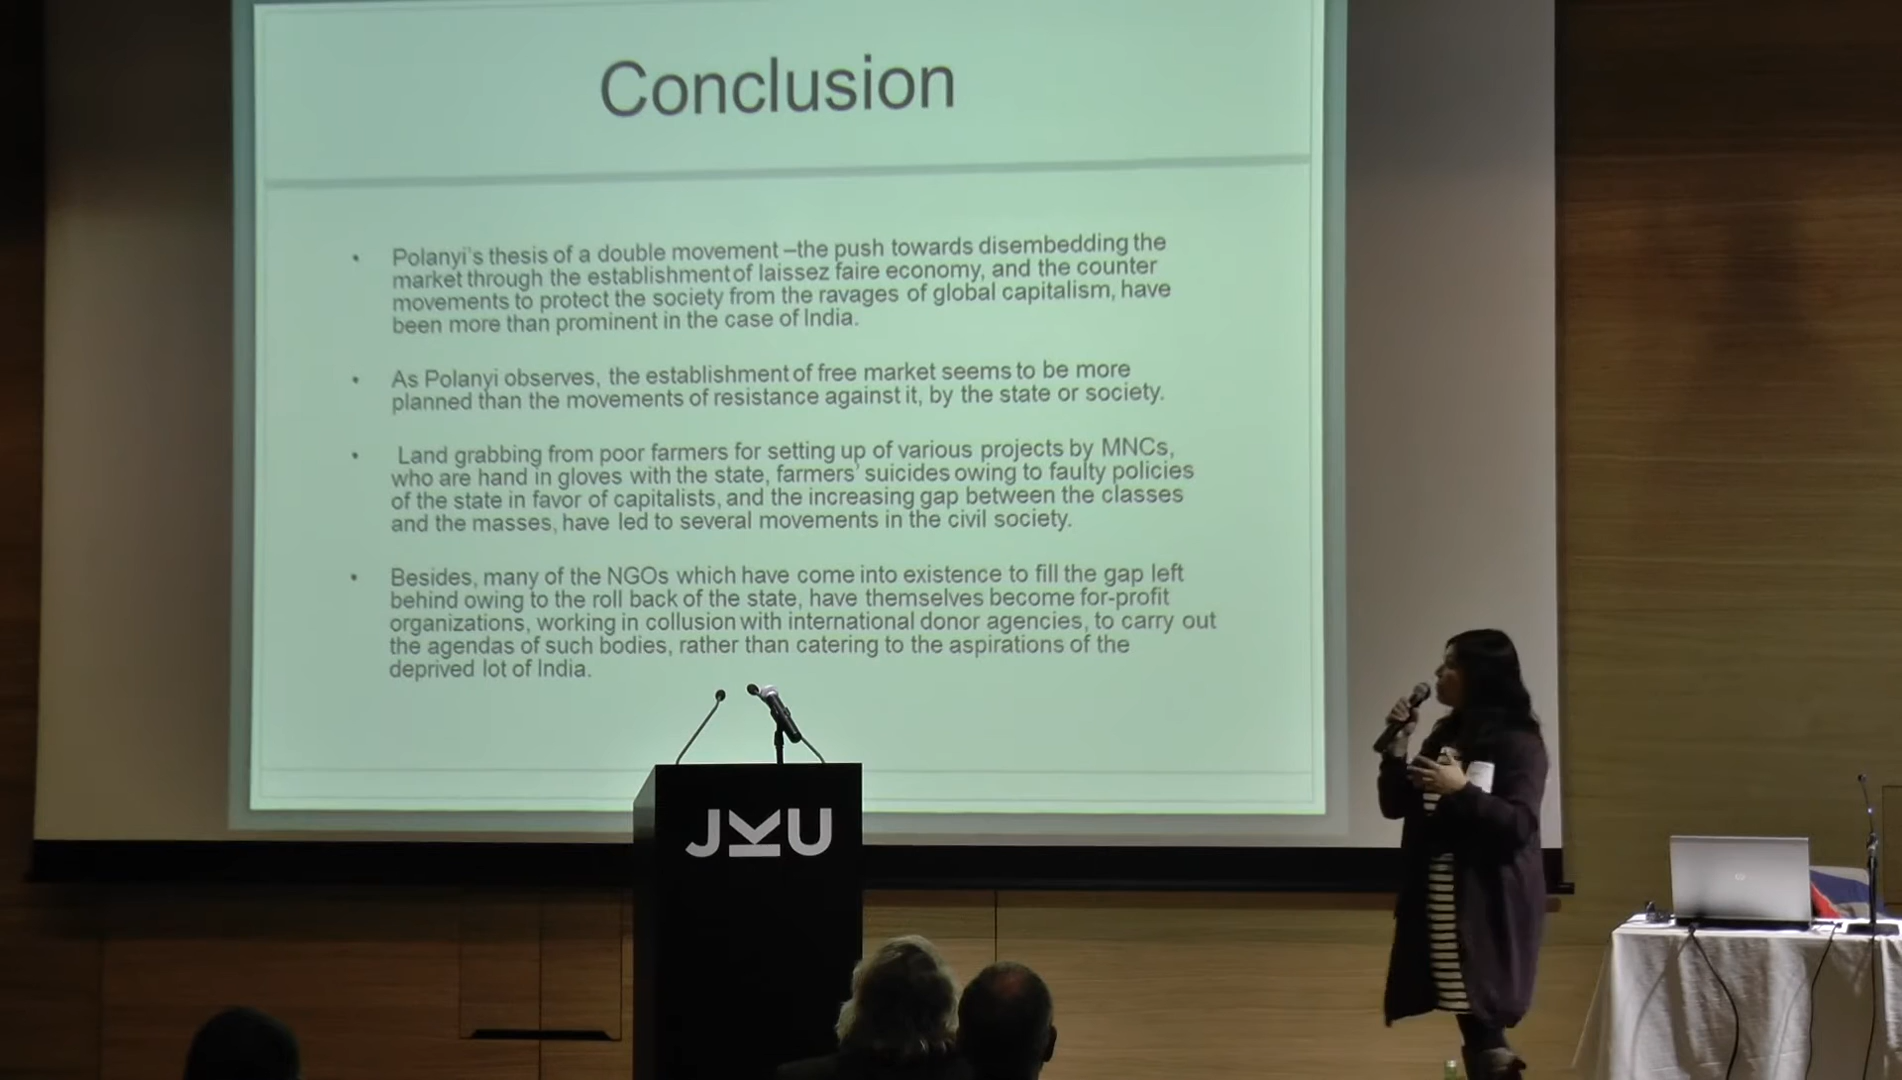 Conclusion
• Polanyi's thesis of a double movement –the push towards disembedding the
market through the establishment of laissez faire economy, and the counter
movements to protect the society from the ravages of global capitalism, have
been more than prominent in the case of India.
• As Polanyi observes, the establishment of free market seems to be more
planned than the movements of resistance against it, by the state or society.
• Land grabbing from poor farmers for setting up of various projects by MNCs,
who are hand in gloves with the state, farmers' suicides owing to faulty policies
of the state in favor of capitalists, and the increasing gap between the classes
and the masses, have led to several movements in the civil society.
• Besides, many of the NGOs which have come into existence to fill the gap left
behind owing to the roll back of the state, have themselves become for-profit
organizations, working in collusion with international donor agencies, to carry out
the agendas of such bodies, rather than catering to the aspirations of the
deprived lot of India.
JKU
hp